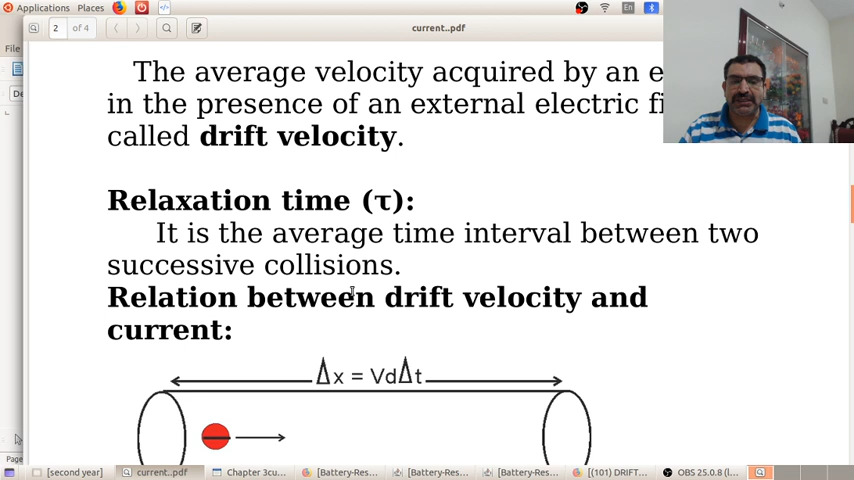 Applications Places En
2 of 4 current..pdf
File
The average velocity acquired by an e
in the presence of an external electric fi
called drift velocity.
De
Relaxation time (τ):
It is the average time interval between two
successive collisions.
Relation between drift velocity and
current:
Δx = VdΔt
Page
[second year] current..pdf Chapter 3cu... [Battery-Res... [Battery-Res... [Battery-Res... [(101) DRIFT... OBS 25.0.8 (l...